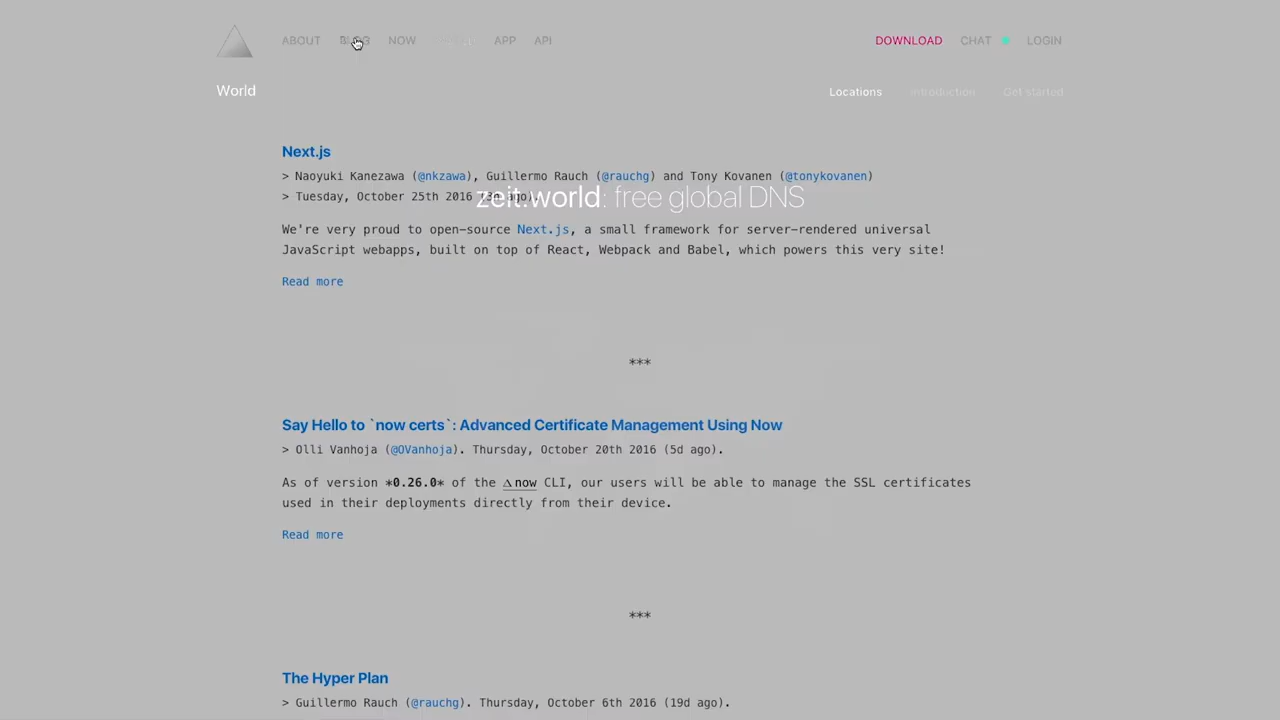 ABOUT BLOG NOW APP API DOWNLOAD CHAT LOGIN
World Locations Introduction Get started
Next.js
> Naoyuki Kanezawa (@nkzawa), Guillermo Rauch (@rauchg) and Tony Kovanen (@tonykovanen)
> Tuesday, October 25th 2016 (3d ago).
zeit.world: free global DNS
We're very proud to open-source Next.js, a small framework for server-rendered universal
JavaScript webapps, built on top of React, Webpack and Babel, which powers this very site!
Read more
***
Say Hello to `now certs`: Advanced Certificate Management Using Now
> Olli Vanhoja (@OVanhoja). Thursday, October 20th 2016 (5d ago).
As of version *0.26.0* of the now CLI, our users will be able to manage the SSL certificates
used in their deployments directly from their device.
Read more
***
The Hyper Plan
> Guillermo Rauch (@rauchg). Thursday, October 6th 2016 (19d ago).